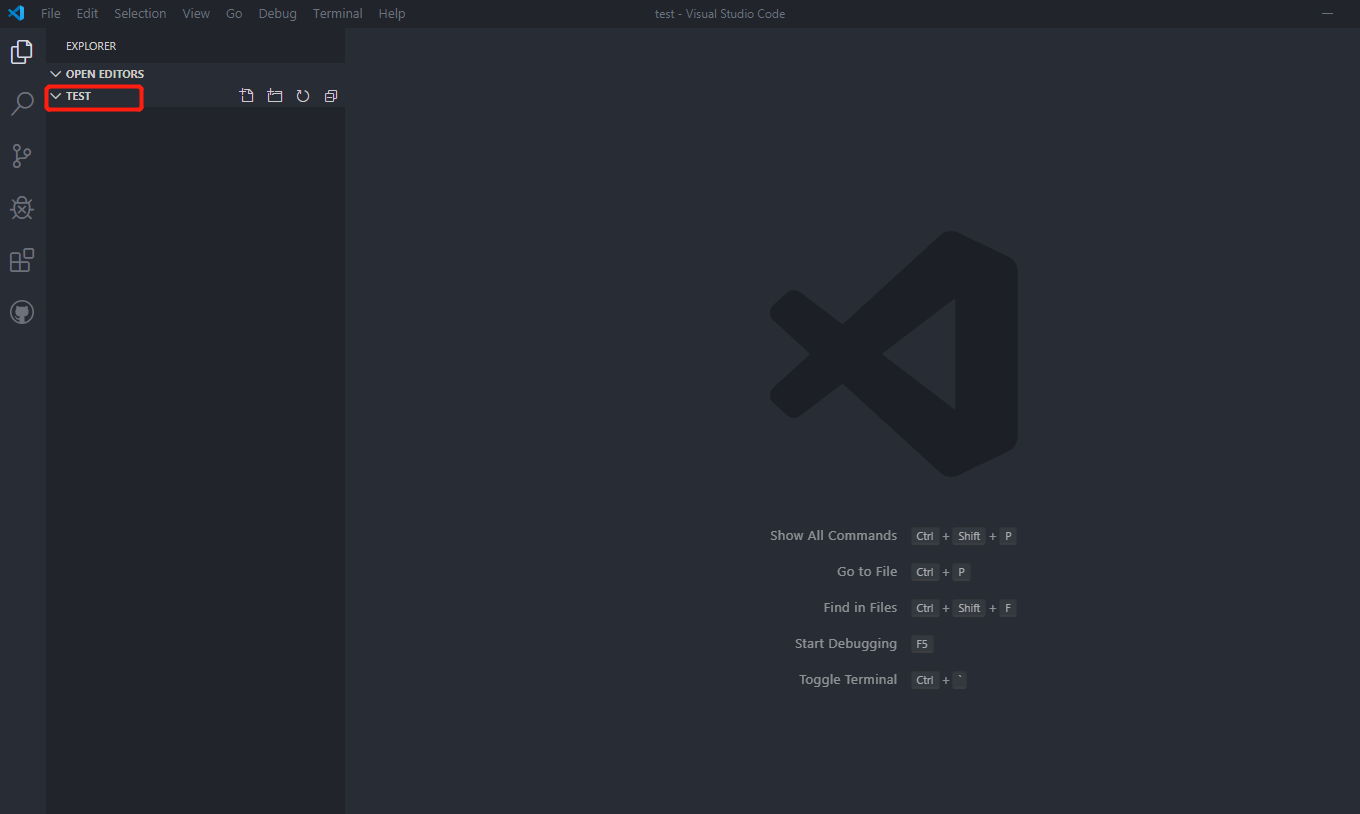 File Edit Selection View Go Debug Terminal Help test - Visual Studio Code
EXPLORER
OPEN EDITORS
TEST
Show All Commands Ctrl + Shift + P
Go to File Ctrl + P
Find in Files Ctrl + Shift + F
Start Debugging F5
Toggle Terminal Ctrl + `